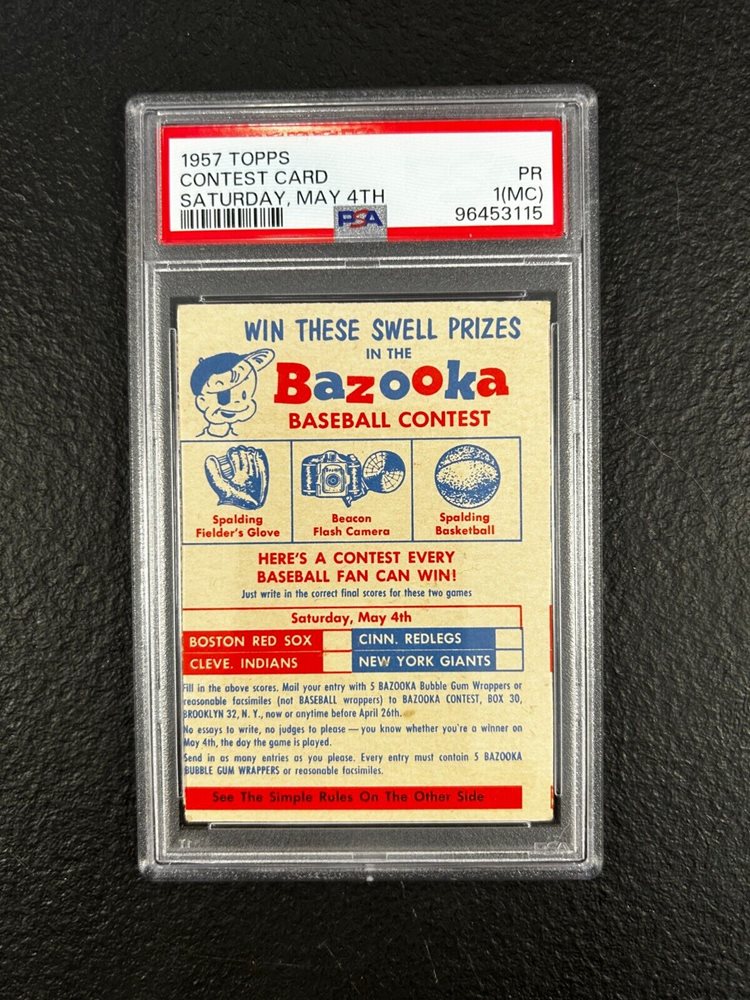 1957 TOPPS
CONTEST CARD
SATURDAY, MAY 4TH
PR
1(MC)
96453115
PSA
WIN THESE SWELL PRIZES
IN THE
Bazooka
BASEBALL CONTEST
Spalding
Fielder's Glove
Beacon
Flash Camera
Spalding
Basketball
HERE'S A CONTEST EVERY
BASEBALL FAN CAN WIN!
Just write in the correct final scores for these two games
Saturday, May 4th
BOSTON RED SOX
CLEVE. INDIANS
CINN. REDLEGS
NEW YORK GIANTS
Fill in the above scores. Mail your entry with 5 BAZOOKA Bubble Gum Wrappers or
reasonable facsimiles (not BASEBALL wrappers) to BAZOOKA CONTEST, BOX 30,
BROOKLYN 32, N. Y., now or anytime before April 26th.
No essays to write, no judges to please — you know whether you're a winner on
May 4th, the day the game is played.
Send in as many entries as you please. Every entry must contain 5 BAZOOKA
BUBBLE GUM WRAPPERS or reasonable facsimiles.
See The Simple Rules On The Other Side
PSA